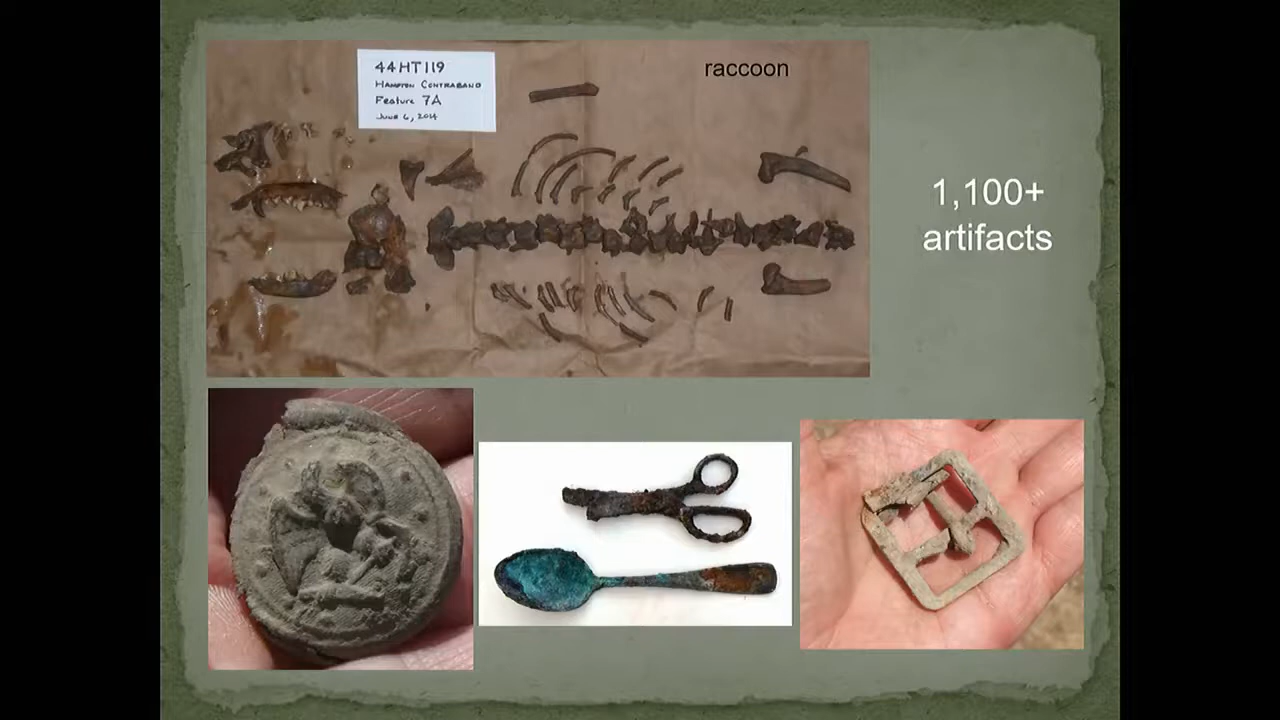 44HT119
HAMPTON CONTRABAND
Feature 7A
JUNE 6, 2014
raccoon
1,100+
artifacts